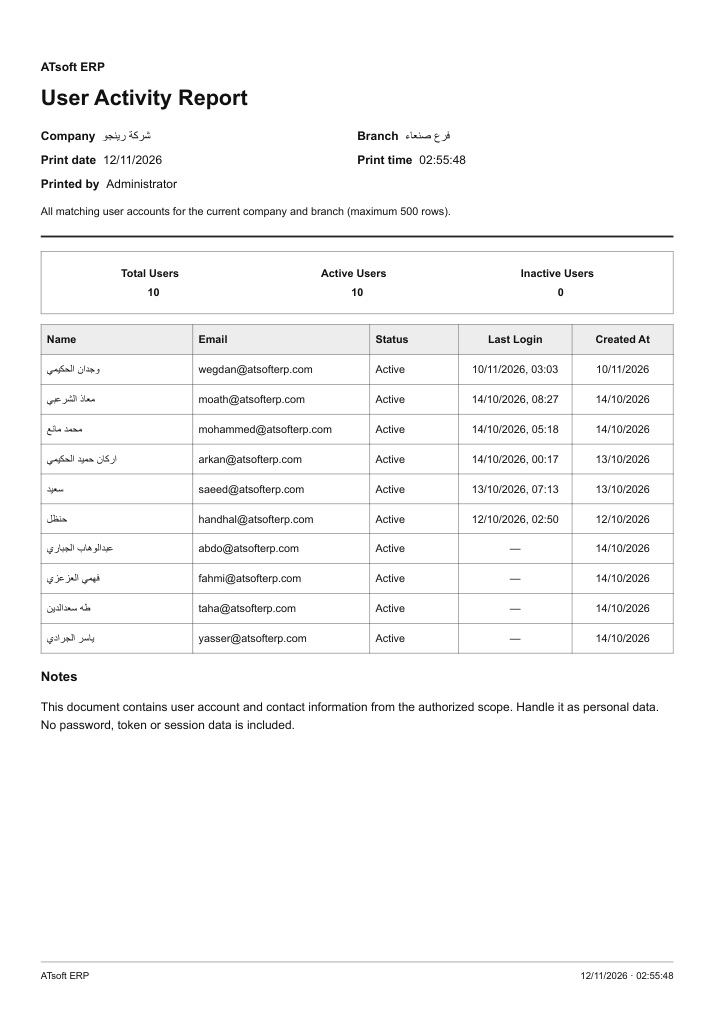 ATsoft ERP
User Activity Report
Company شركة رينجو Branch فرع صنعاء
Print date 12/11/2026 Print time 02:55:48
Printed by Administrator
All matching user accounts for the current company and branch (maximum 500 rows).
Total Users Active Users Inactive Users
10 10 0
Name Email Status Last Login Created At
وجدان الحكيمي wegdan@atsofterp.com Active 10/11/2026, 03:03 10/11/2026
معاذ الشرعبي moath@atsofterp.com Active 14/10/2026, 08:27 14/10/2026
محمد مانع mohammed@atsofterp.com Active 14/10/2026, 05:18 14/10/2026
اركان حميد الحكيمي arkan@atsofterp.com Active 14/10/2026, 00:17 13/10/2026
سعيد saeed@atsofterp.com Active 13/10/2026, 07:13 13/10/2026
حنظل handhal@atsofterp.com Active 12/10/2026, 02:50 12/10/2026
عبدالوهاب الجباري abdo@atsofterp.com Active — 14/10/2026
فهمي العزعزي fahmi@atsofterp.com Active — 14/10/2026
طه سعدالدين taha@atsofterp.com Active — 14/10/2026
ياسر الجرادي yasser@atsofterp.com Active — 14/10/2026
Notes
This document contains user account and contact information from the authorized scope. Handle it as personal data.
No password, token or session data is included.
ATsoft ERP 12/11/2026 · 02:55:48